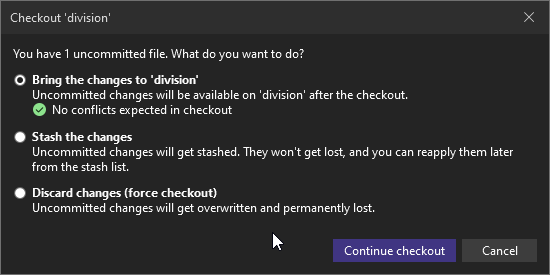 Checkout 'division'
You have 1 uncommitted file. What do you want to do?
Bring the changes to 'division'
Uncommitted changes will be available on 'division' after the checkout.
No conflicts expected in checkout
Stash the changes
Uncommitted changes will get stashed. They won't get lost, and you can reapply them later
from the stash list.
Discard changes (force checkout)
Uncommitted changes will get overwritten and permanently lost.
Continue checkout
Cancel